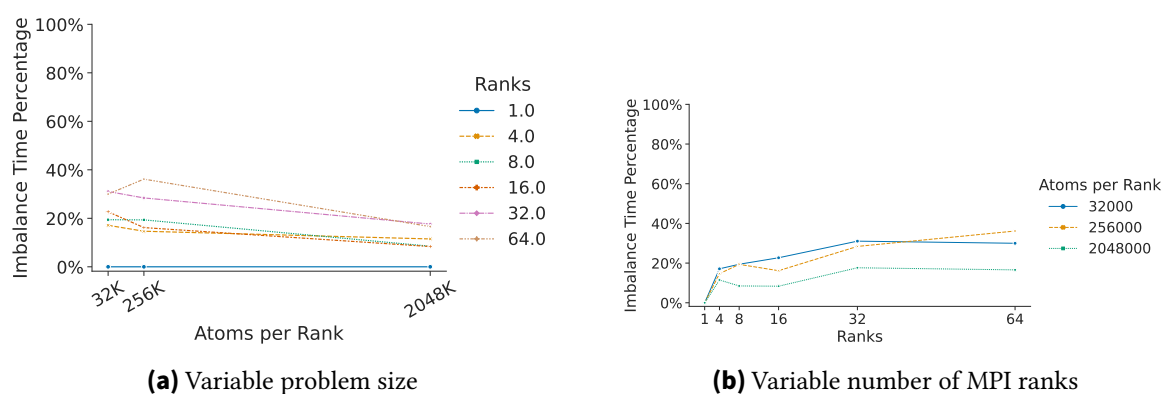 Imbalance Time Percentage
100%
80%
60%
40%
20%
0%
32K
256K
2048K
Atoms per Rank
Ranks
1.0
4.0
8.0
16.0
32.0
64.0
(a) Variable problem size
Imbalance Time Percentage
100%
80%
60%
40%
20%
0%
1 4 8 16 32 64
Ranks
Atoms per Rank
32000
256000
2048000
(b) Variable number of MPI ranks